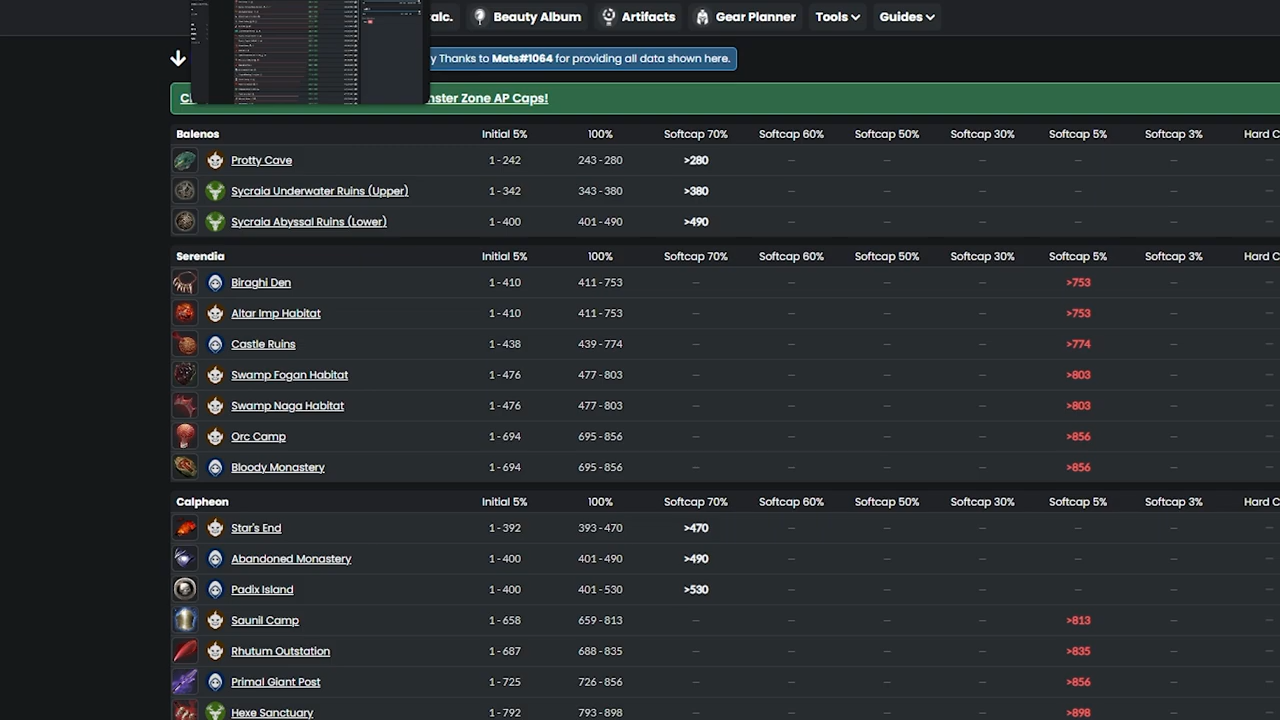 alc. Beauty Album Artifacts Gear Planner Tools Guides
y Thanks to Mats#1064 for providing all data shown here.
nster Zone AP Caps!
Balenos Initial 5% 100% Softcap 70% Softcap 60% Softcap 50% Softcap 30% Softcap 5% Softcap 3% Hard C
Protty Cave 1 - 242 243 - 280 >280 — — — — — —
Sycraia Underwater Ruins (Upper) 1 - 342 343 - 380 >380 — — — — — —
Sycraia Abyssal Ruins (Lower) 1 - 400 401 - 490 >490 — — — — — —
Serendia Initial 5% 100% Softcap 70% Softcap 60% Softcap 50% Softcap 30% Softcap 5% Softcap 3% Hard C
Biraghi Den 1 - 410 411 - 753 — — — — >753 — —
Altar Imp Habitat 1 - 410 411 - 753 — — — — >753 — —
Castle Ruins 1 - 438 439 - 774 — — — — >774 — —
Swamp Fogan Habitat 1 - 476 477 - 803 — — — — >803 — —
Swamp Naga Habitat 1 - 476 477 - 803 — — — — >803 — —
Orc Camp 1 - 694 695 - 856 — — — — >856 — —
Bloody Monastery 1 - 694 695 - 856 — — — — >856 — —
Calpheon Initial 5% 100% Softcap 70% Softcap 60% Softcap 50% Softcap 30% Softcap 5% Softcap 3% Hard C
Star's End 1 - 392 393 - 470 >470 — — — — — —
Abandoned Monastery 1 - 400 401 - 490 >490 — — — — — —
Padix Island 1 - 400 401 - 530 >530 — — — — — —
Saunil Camp 1 - 658 659 - 813 — — — — >813 — —
Rhutum Outstation 1 - 687 688 - 835 — — — — >835 — —
Primal Giant Post 1 - 725 726 - 856 — — — — >856 — —
Hexe Sanctuary 1 - 792 793 - 898 — — — — >898 — —